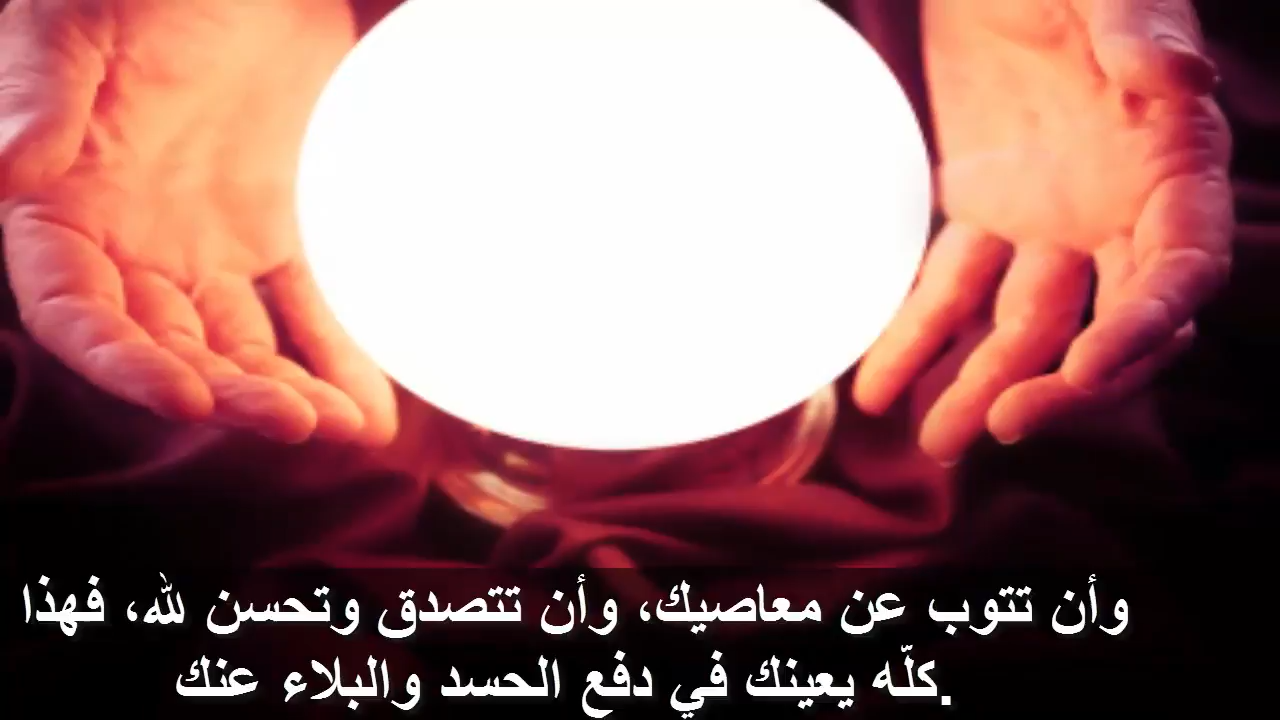 وأن تتوب عن معاصيك، وأن تتصدق وتحسن لله، فهذا
كلّه يعينك في دفع الحسد والبلاء عنك.